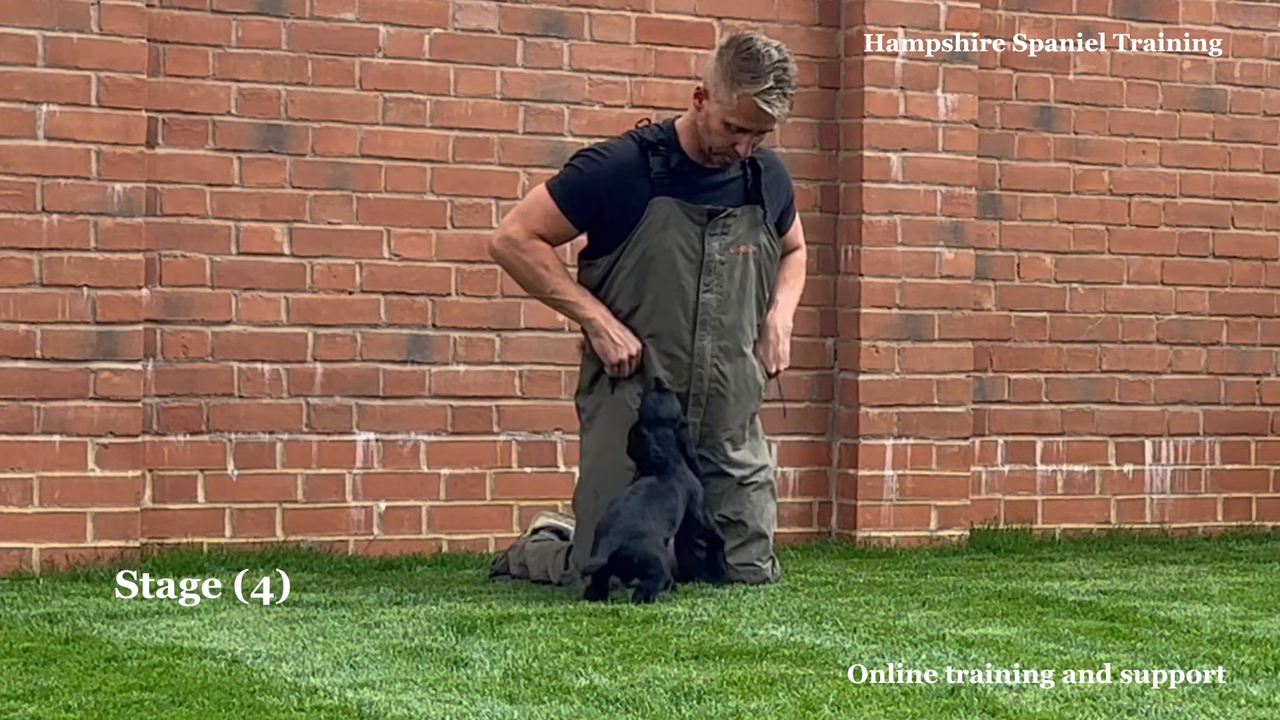 Hampshire Spaniel Training
Stage (4)
Online training and support